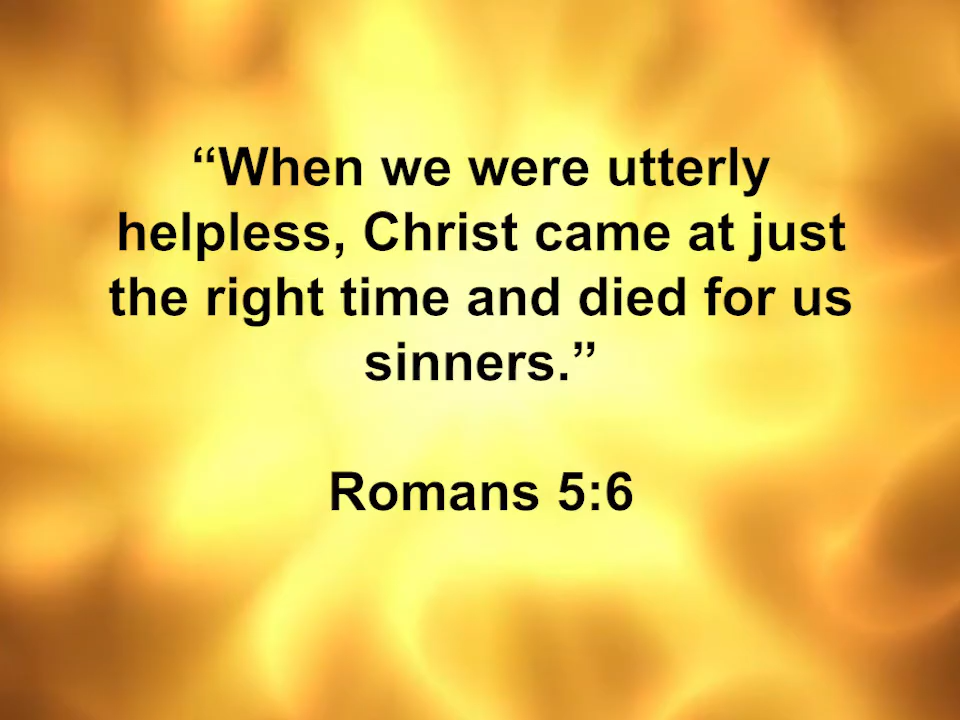 “When we were utterly
helpless, Christ came at just
the right time and died for us
sinners.”
Romans 5:6